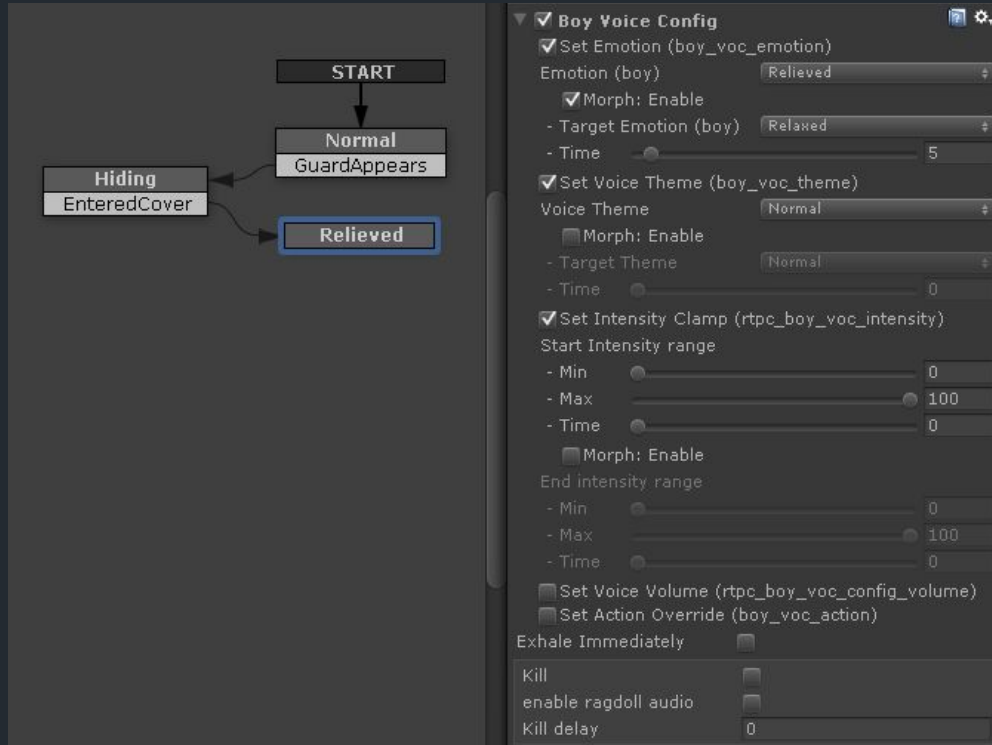 START
Normal
GuardAppears
Hiding
EnteredCover
Relieved
Boy Voice Config
Set Emotion (boy_voc_emotion)
Emotion (boy) Relieved
Morph: Enable
- Target Emotion (boy) Relaxed
- Time 5
Set Voice Theme (boy_voc_theme)
Voice Theme Normal
Morph: Enable
- Target Theme Normal
- Time 0
Set Intensity Clamp (rtpc_boy_voc_intensity)
Start Intensity range
- Min 0
- Max 100
- Time 0
Morph: Enable
End intensity range
- Min 0
- Max 100
- Time 0
Set Voice Volume (rtpc_boy_voc_config_volume)
Set Action Override (boy_voc_action)
Exhale Immediately
Kill
enable ragdoll audio
Kill delay 0